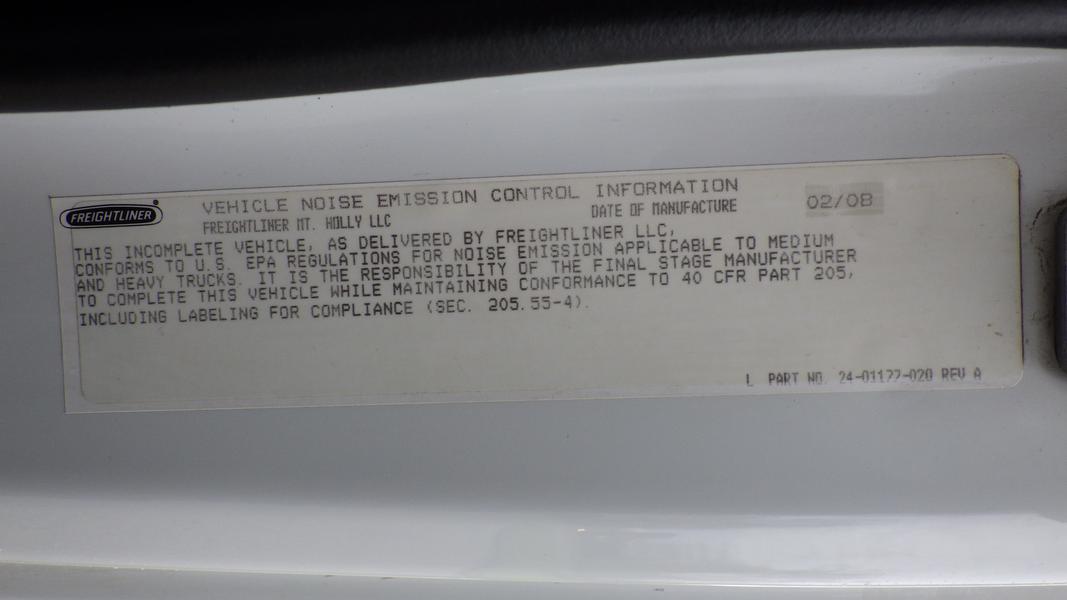 FREIGHTLINER®
VEHICLE NOISE EMISSION CONTROL INFORMATION
FREIGHTLINER MT. HOLLY LLC DATE OF MANUFACTURE 02/08
THIS INCOMPLETE VEHICLE, AS DELIVERED BY FREIGHTLINER LLC,
CONFORMS TO U.S. EPA REGULATIONS FOR NOISE EMISSION APPLICABLE TO MEDIUM
AND HEAVY TRUCKS. IT IS THE RESPONSIBILITY OF THE FINAL STAGE MANUFACTURER
TO COMPLETE THIS VEHICLE WHILE MAINTAINING CONFORMANCE TO 40 CFR PART 205,
INCLUDING LABELING FOR COMPLIANCE (SEC. 205.55-4).
L PART NO. 24-01177-020 REV A